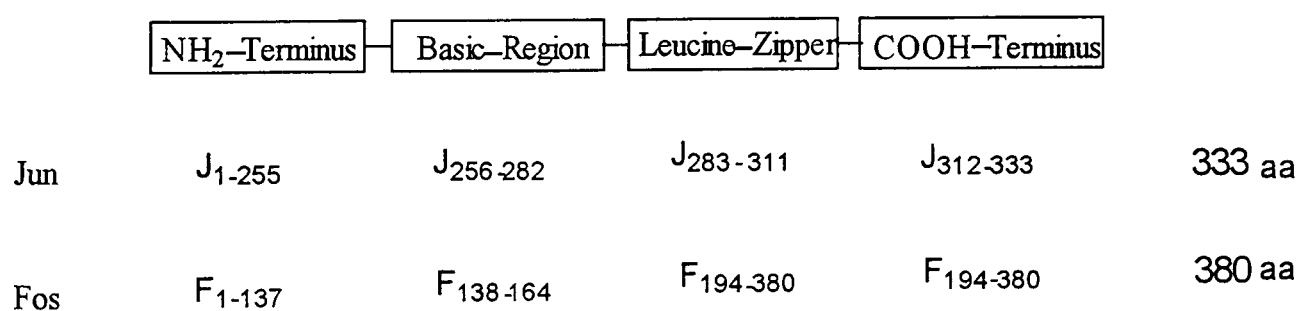 NH2–Terminus Basic–Region Leucine–Zipper COOH–Terminus
Jun J1-255 J256-282 J283-311 J312-333 333 aa
Fos F1-137 F138-164 F194-380 F194-380 380 aa